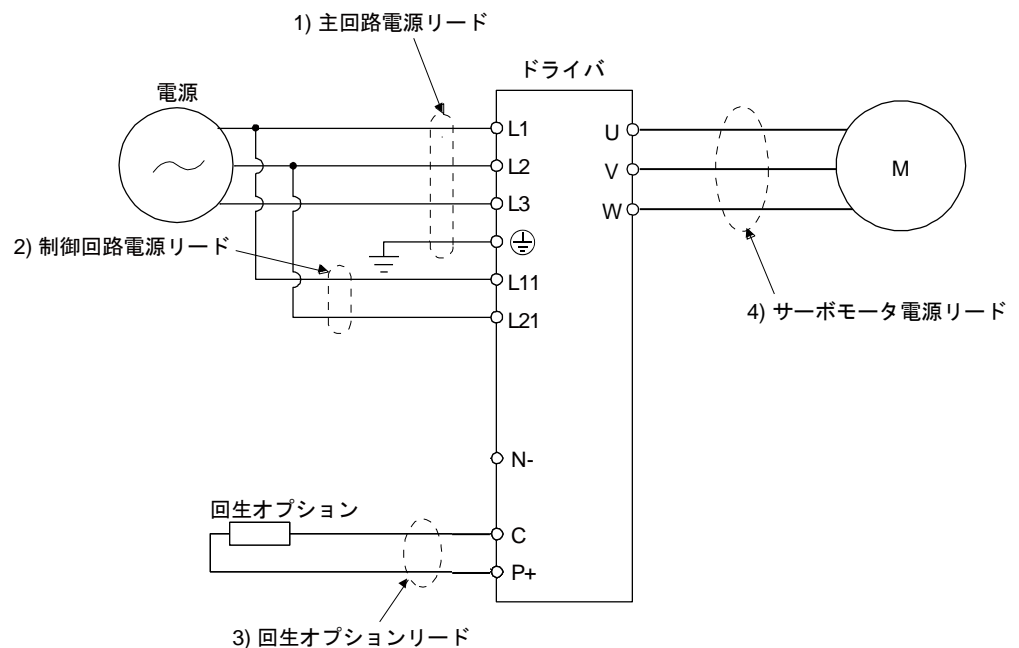 1) 主回路電源リード
ドライバ
電源
L1
U
L2
V
M
L3
W
2) 制御回路電源リード
L11
4) サーボモータ電源リード
L21
N-
回生オプション
C
P+
3) 回生オプションリード